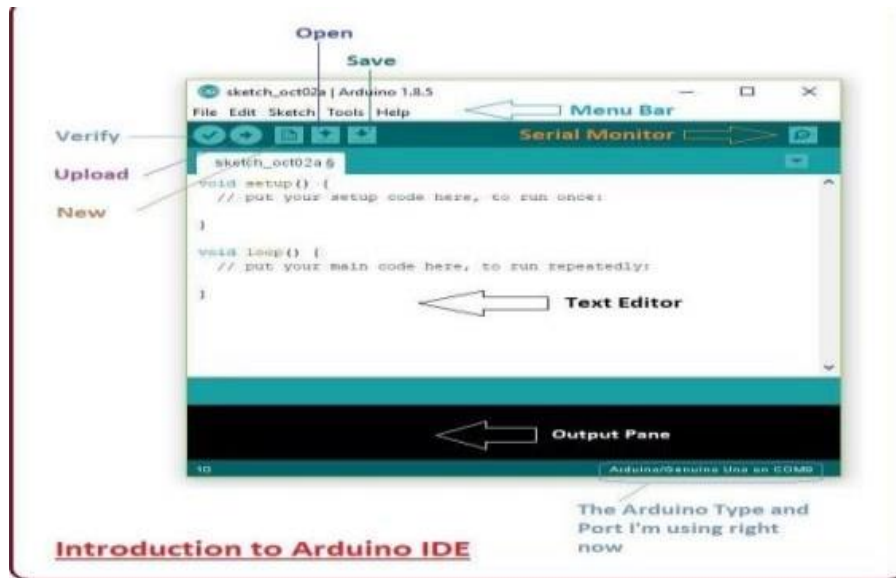 Open
Save
sketch_oct02a | Arduino 1.8.5
File Edit Sketch Tools Help
Menu Bar
Verify
Serial Monitor
sketch_oct02a §
Upload
New
void setup() {
// put your setup code here, to run once:
}
void loop() {
// put your main code here, to run repeatedly:
}
Text Editor
Output Pane
10
Arduino/Genuino Uno on COM9
The Arduino Type and
Port I'm using right
now
Introduction to Arduino IDE